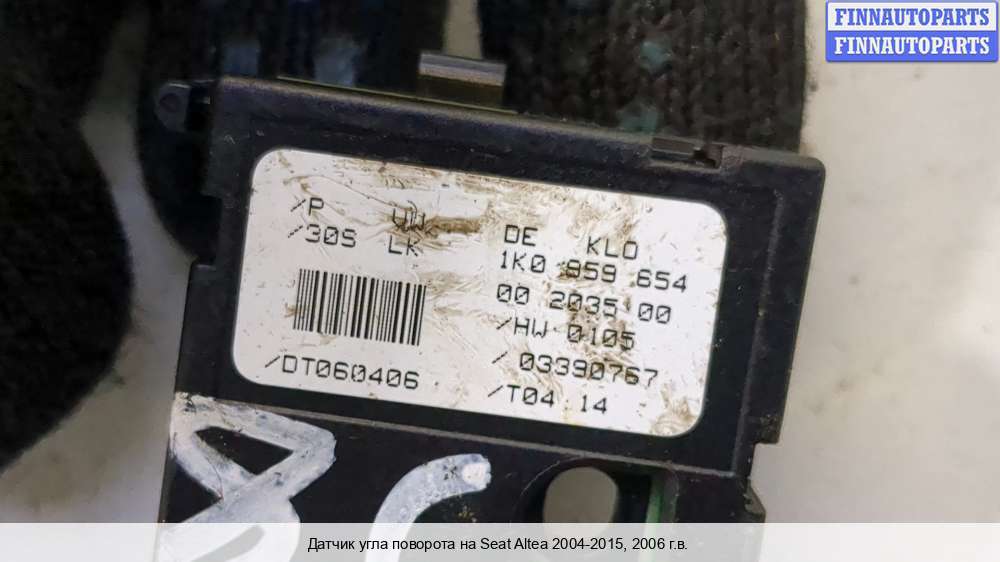 FINNAUTOPARTS
FINNAUTOPARTS
/P VW DE KLO
/30S LK 1K0 959 654
00 2035 00
/HW 0105
/ 03390767
/DT060406 /T04 14
Датчик угла поворота на Seat Altea 2004-2015, 2006 г.в.